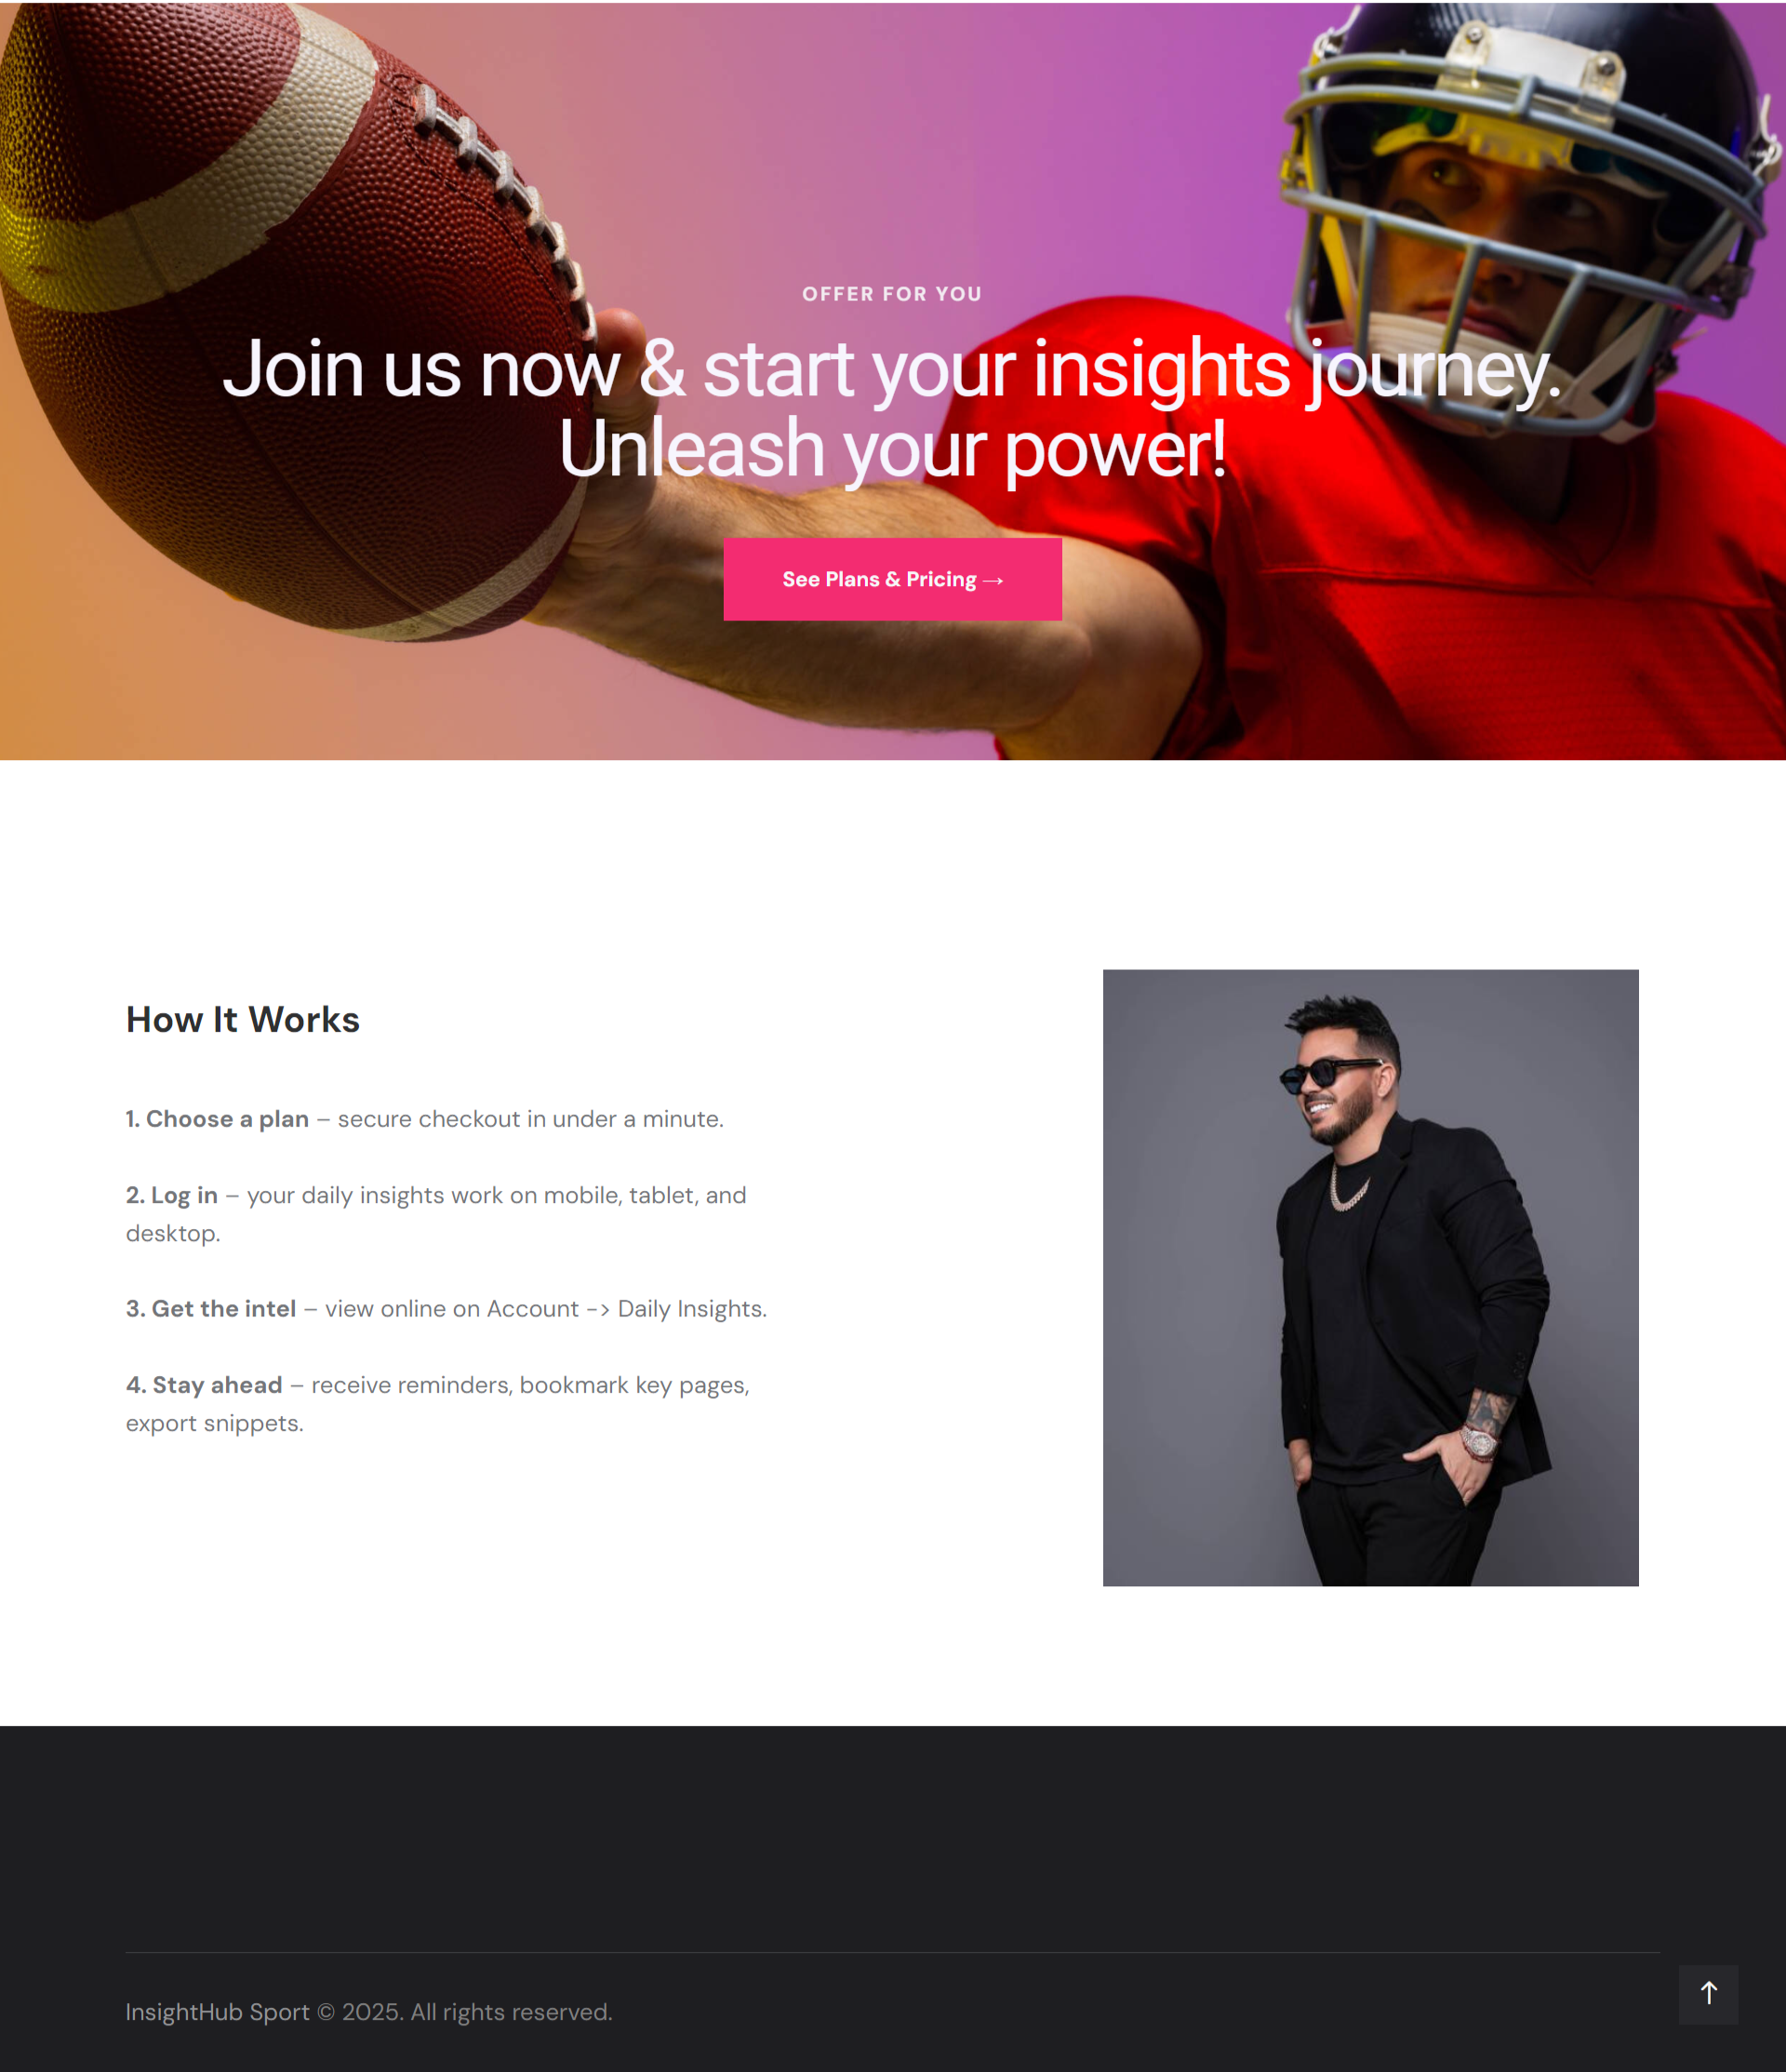 OFFER FOR YOU
Join us now & start your insights journey.
Unleash your power!
See Plans & Pricing →
How It Works
1. Choose a plan – secure checkout in under a minute.
2. Log in – your daily insights work on mobile, tablet, and
desktop.
3. Get the intel – view online on Account -> Daily Insights.
4. Stay ahead – receive reminders, bookmark key pages,
export snippets.
InsightHub Sport © 2025. All rights reserved.